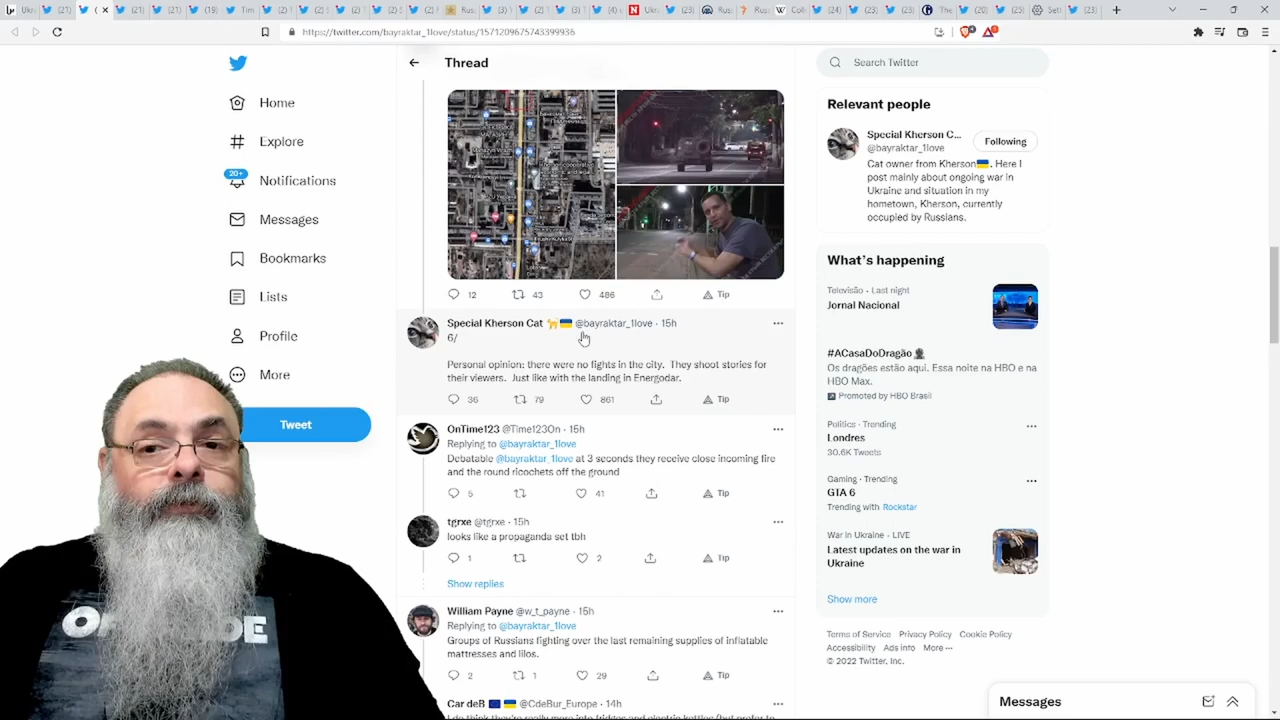 https://twitter.com/bayraktar_1love/status/1571209675743399936
Home
Explore
20+
Notifications
Messages
Bookmarks
Lists
Profile
More
Tweet
Thread
12 43 486 Tip
Special Kherson Cat @bayraktar_1love · 15h
6/
Personal opinion: there were no fights in the city. They shoot stories for
their viewers. Just like with the landing in Energodar.
36 79 861 Tip
OnTime123 @Time123On · 15h
Replying to @bayraktar_1love
Debatable @bayraktar_1love at 3 seconds they receive close incoming fire
and the round ricochets off the ground
5 41 Tip
tgrxe @tgrxe · 15h
looks like a propaganda set tbh
1 2 Tip
Show replies
William Payne @w_t_payne · 15h
Replying to @bayraktar_1love
Groups of Russians fighting over the last remaining supplies of inflatable
mattresses and lilos.
2 1 29 Tip
Car deB @CdeBur_Europe · 14h
Search Twitter
Relevant people
Special Kherson C...
Following
@bayraktar_1love
Cat owner from Kherson. Here I
post mainly about ongoing war in
Ukraine and situation in my
hometown, Kherson, currently
occupied by Russians.
What's happening
Televisão · Last night
Jornal Nacional
#ACasaDoDragão
Os dragões estão aqui. Essa noite na HBO e na
HBO Max.
Promoted by HBO Brasil
Politics · Trending
Londres
30.6K Tweets
Gaming · Trending
GTA 6
Trending with Rockstar
War in Ukraine · LIVE
Latest updates on the war in
Ukraine
Show more
Terms of Service Privacy Policy Cookie Policy
Accessibility Ads info More ···
© 2022 Twitter, Inc.
Messages